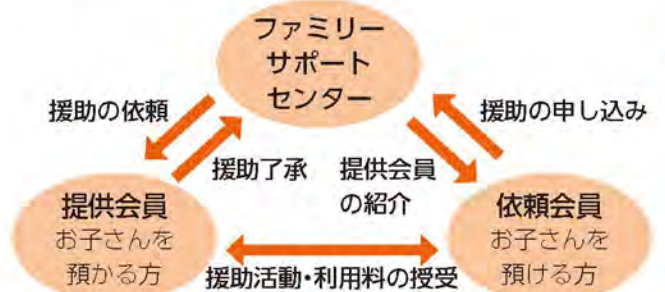 ファミリー
サポート
センター
援助の依頼
援助の申し込み
援助了承
提供会員
の紹介
提供会員
お子さんを
預かる方
依頼会員
お子さんを
預ける方
援助活動・利用料の授受